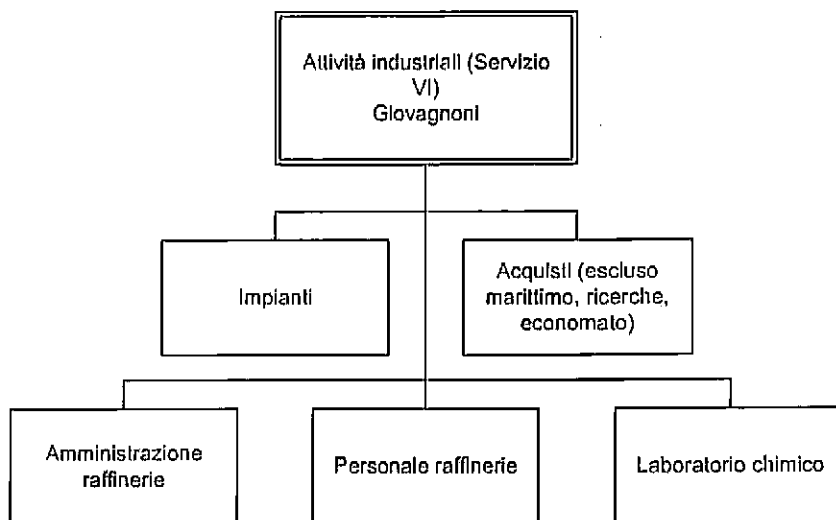 Attività industriali (Servizio
VI)
Giovagnoni
Impianti
Acquisti (escluso
marittimo, ricerche,
economato)
Amministrazione
raffinerie
Personale raffinerie
Laboratorio chimico